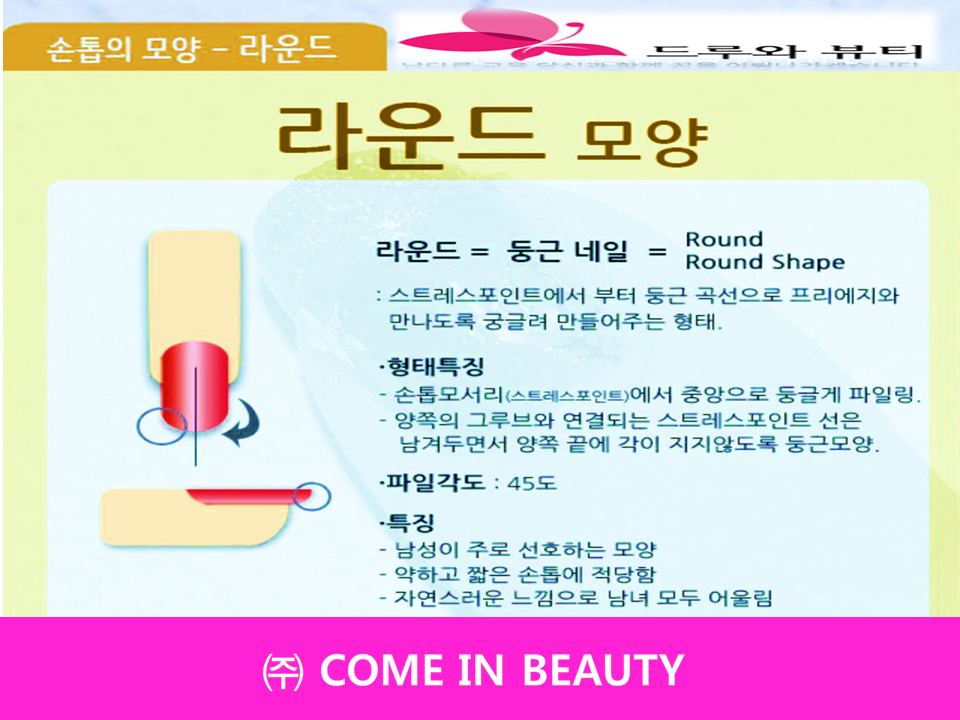 손톱의 모양 - 라운드
드루와 뷰티
라운드 모양
라운드 = 둥근 네일 = Round
Round Shape
: 스트레스포인트에서 부터 둥근 곡선으로 프리에지와
만나도록 궁글려 만들어주는 형태.
·형태특징
- 손톱모서리(스트레스포인트)에서 중앙으로 둥글게 파일링.
- 양쪽의 그루브와 연결되는 스트레스포인트 선은
남겨두면서 양쪽 끝에 각이 지지않도록 둥근모양.
·파일각도 : 45도
·특징
- 남성이 주로 선호하는 모양
- 약하고 짧은 손톱에 적당함
- 자연스러운 느낌으로 남녀 모두 어울림
㈜ COME IN BEAUTY